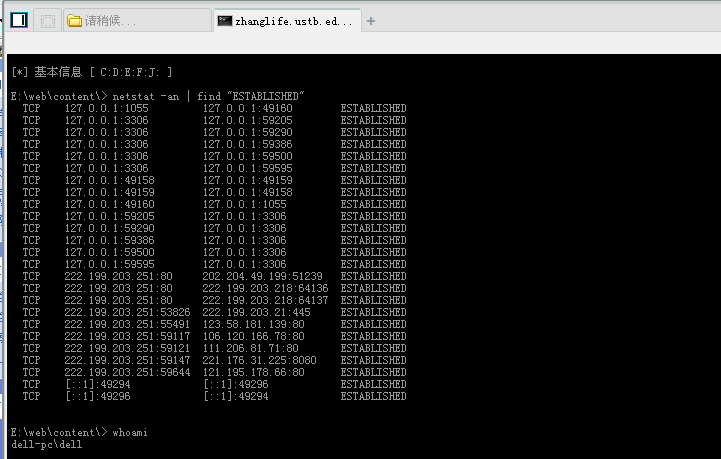 请稍候...
zhanglife.ustb.ed...
[*] 基本信息 [ C:D:E:F:J: ]
E:\web\content\> netstat -an | find "ESTABLISHED"
TCP 127.0.0.1:1055 127.0.0.1:49160 ESTABLISHED
TCP 127.0.0.1:3306 127.0.0.1:59205 ESTABLISHED
TCP 127.0.0.1:3306 127.0.0.1:59290 ESTABLISHED
TCP 127.0.0.1:3306 127.0.0.1:59386 ESTABLISHED
TCP 127.0.0.1:3306 127.0.0.1:59500 ESTABLISHED
TCP 127.0.0.1:3306 127.0.0.1:59595 ESTABLISHED
TCP 127.0.0.1:49158 127.0.0.1:49159 ESTABLISHED
TCP 127.0.0.1:49159 127.0.0.1:49158 ESTABLISHED
TCP 127.0.0.1:49160 127.0.0.1:1055 ESTABLISHED
TCP 127.0.0.1:59205 127.0.0.1:3306 ESTABLISHED
TCP 127.0.0.1:59290 127.0.0.1:3306 ESTABLISHED
TCP 127.0.0.1:59386 127.0.0.1:3306 ESTABLISHED
TCP 127.0.0.1:59500 127.0.0.1:3306 ESTABLISHED
TCP 127.0.0.1:59595 127.0.0.1:3306 ESTABLISHED
TCP 222.199.203.251:80 202.204.49.199:51239 ESTABLISHED
TCP 222.199.203.251:80 222.199.203.218:64136 ESTABLISHED
TCP 222.199.203.251:80 222.199.203.218:64137 ESTABLISHED
TCP 222.199.203.251:53826 222.199.203.21:445 ESTABLISHED
TCP 222.199.203.251:55491 123.58.181.139:80 ESTABLISHED
TCP 222.199.203.251:59117 106.120.166.78:80 ESTABLISHED
TCP 222.199.203.251:59121 111.206.81.71:80 ESTABLISHED
TCP 222.199.203.251:59147 221.176.31.225:8080 ESTABLISHED
TCP 222.199.203.251:59644 121.195.178.66:80 ESTABLISHED
TCP [::1]:49294 [::1]:49296 ESTABLISHED
TCP [::1]:49296 [::1]:49294 ESTABLISHED
E:\web\content\> whoami
dell-pc\dell